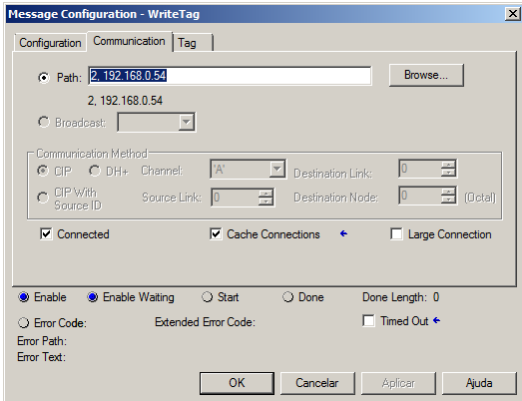 Message Configuration - WriteTag
Configuration Communication Tag
Path: 2, 192.168.0.54 Browse...
2, 192.168.0.54
Broadcast:
Communication Method
CIP DH+ Channel: 'A' Destination Link: 0
CIP With Source ID Source Link: 0 Destination Node: 0 (Octal)
Connected Cache Connections Large Connection
Enable Enable Waiting Start Done Done Length: 0
Error Code: Extended Error Code: Timed Out
Error Path:
Error Text:
OK Cancelar Aplicar Ajuda